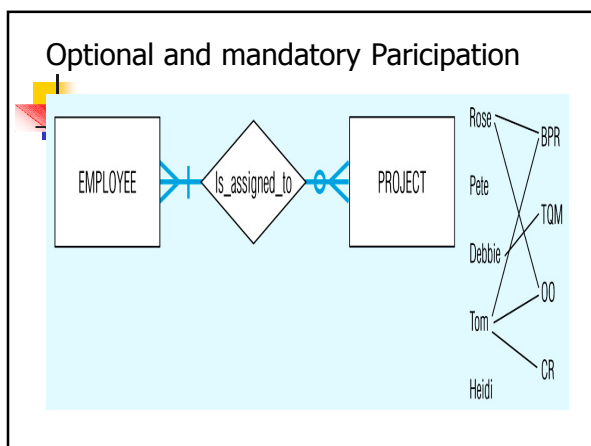 Optional and mandatory Paricipation
EMPLOYEE
Is_assigned_to
PROJECT
Rose
BPR
Pete
TQM
Debbie
OO
Tom
CR
Heidi